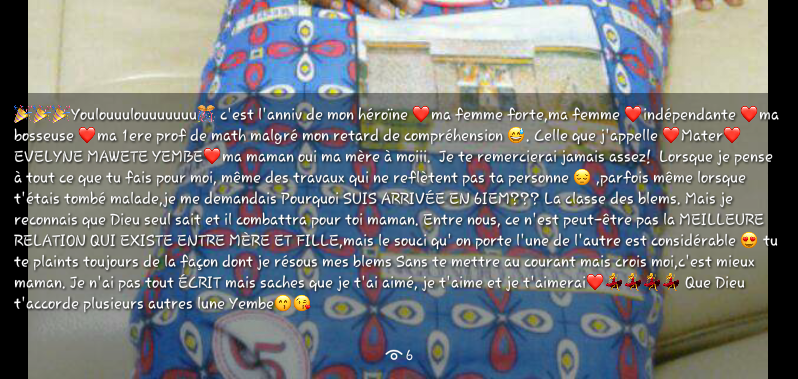 🎉🎉🎉Youlouuulouuuuuuu🎊 c'est l'anniv de mon héroïne ❤️ma femme forte,ma femme ❤️indépendante ❤️ma
bosseuse ❤️ma 1ere prof de math malgré mon retard de compréhension 😅. Celle que j'appelle ❤️Mater❤️
EVELYNE MAWETE YEMBE❤️ma maman oui ma mère à moiii. Je te remercierai jamais assez! Lorsque je pense
à tout ce que tu fais pour moi, même des travaux qui ne reflètent pas ta personne 😔 ,parfois même lorsque
t'étais tombé malade,je me demandais Pourquoi SUIS ARRIVÉE EN 6IEM??? La classe des blems. Mais je
reconnais que Dieu seul sait et il combattra pour toi maman. Entre nous, ce n'est peut-être pas la MEILLEURE
RELATION QUI EXISTE ENTRE MÈRE ET FILLE,mais le souci qu' on porte l'une de l'autre est considérable 😍 tu
te plaints toujours de la façon dont je résous mes blems Sans te mettre au courant mais crois moi,c'est mieux
maman. Je n'ai pas tout ÉCRIT mais saches que je t'ai aimé, je t'aime et je t'aimerai❤️💃💃💃💃 Que Dieu
t'accorde plusieurs autres lune Yembe😙😘
6